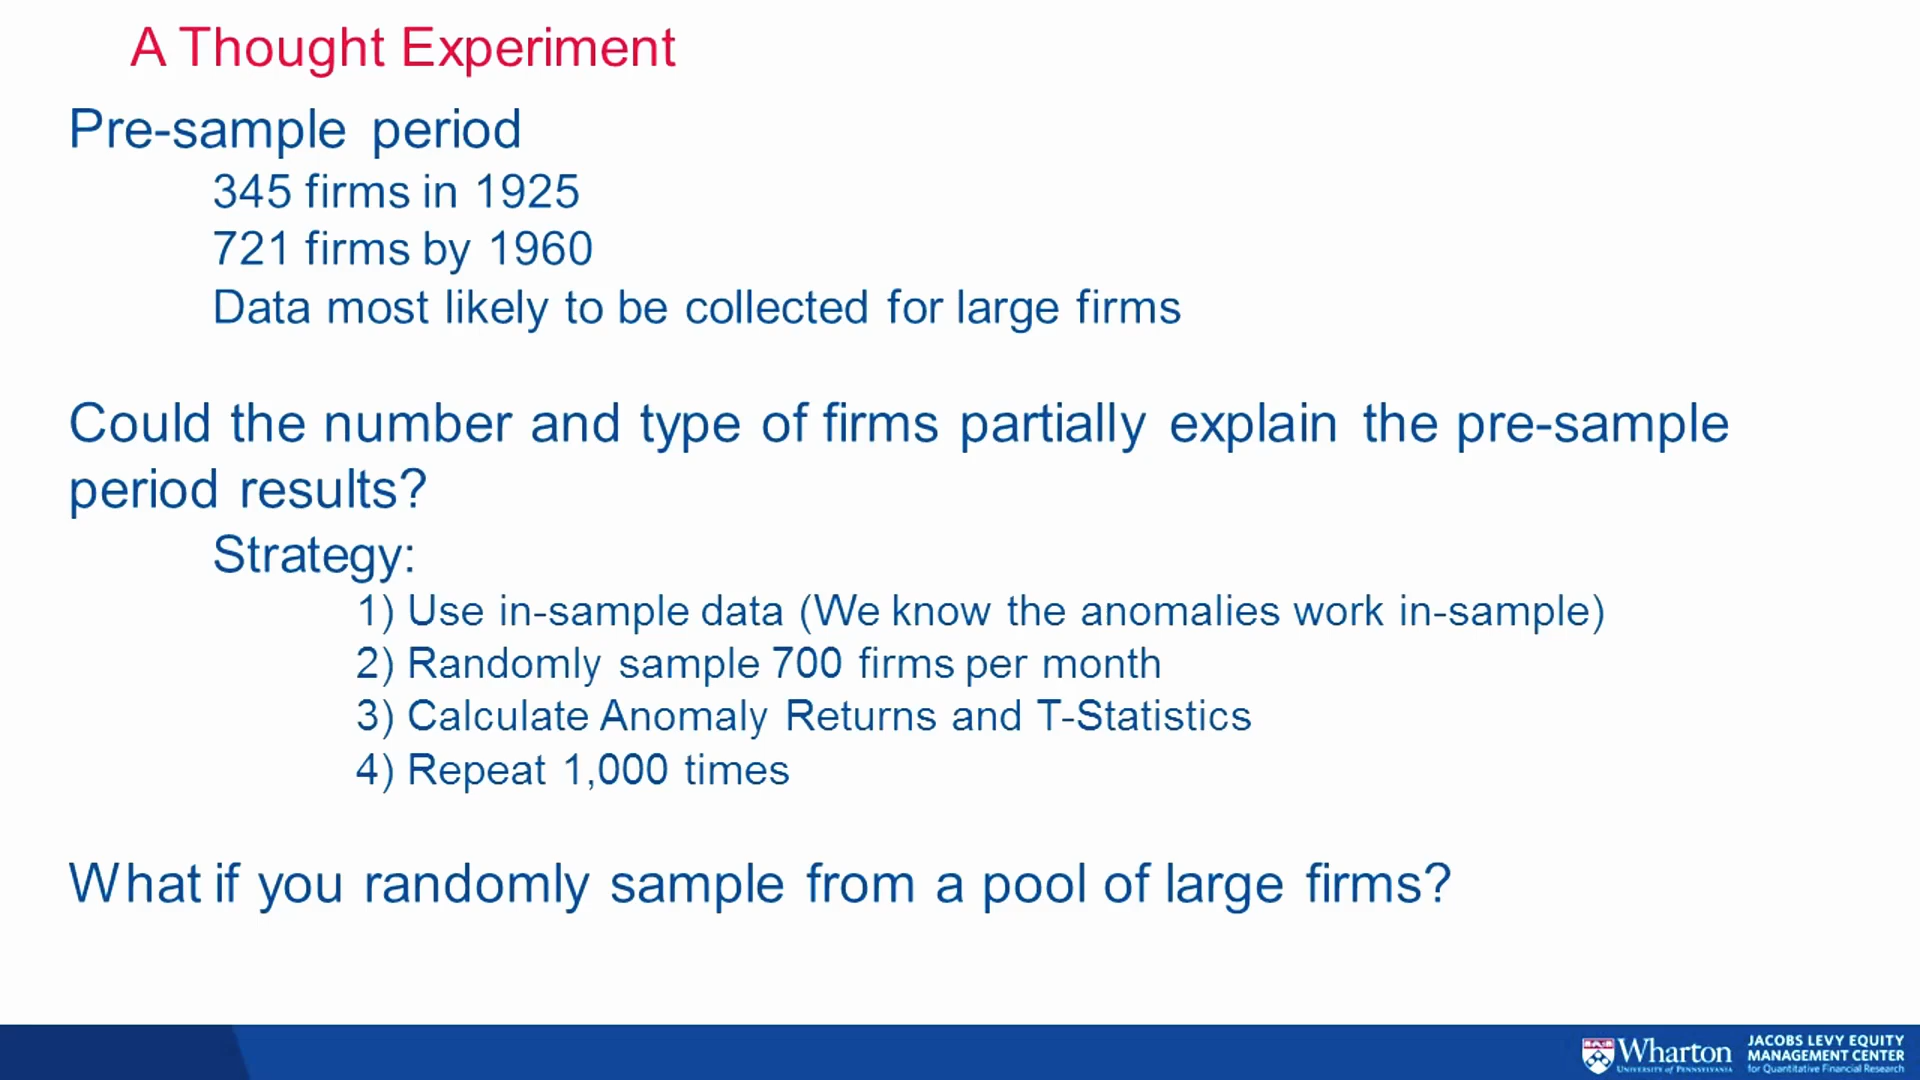 A Thought Experiment
Pre-sample period
345 firms in 1925
721 firms by 1960
Data most likely to be collected for large firms
Could the number and type of firms partially explain the pre-sample
period results?
Strategy:
1) Use in-sample data (We know the anomalies work in-sample)
2) Randomly sample 700 firms per month
3) Calculate Anomaly Returns and T-Statistics
4) Repeat 1,000 times
What if you randomly sample from a pool of large firms?
Wharton
UNIVERSITY of PENNSYLVANIA
JACOBS LEVY EQUITY
MANAGEMENT CENTER
for Quantitative Financial Research